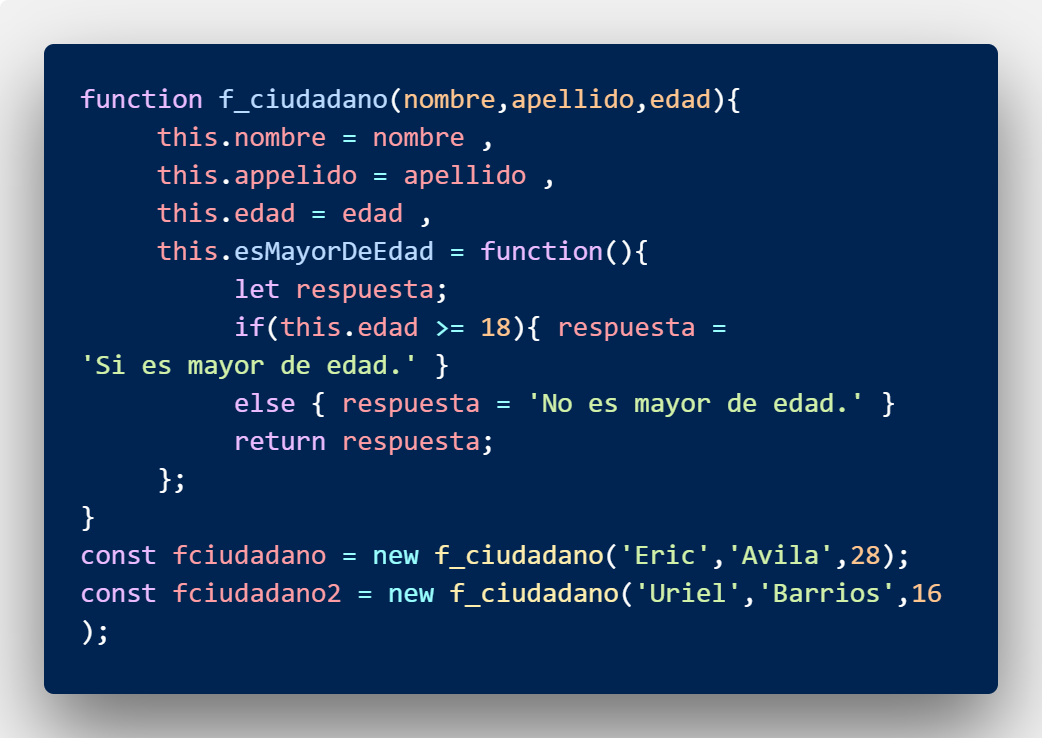 function f_ciudadano(nombre,apellido,edad){
     this.nombre = nombre ,
     this.appelido = apellido ,
     this.edad = edad ,
     this.esMayorDeEdad = function(){
          let respuesta;
          if(this.edad >= 18){ respuesta =
'Si es mayor de edad.' }
          else { respuesta = 'No es mayor de edad.' }
          return respuesta;
     };
}
const fciudadano = new f_ciudadano('Eric','Avila',28);
const fciudadano2 = new f_ciudadano('Uriel','Barrios',16
);